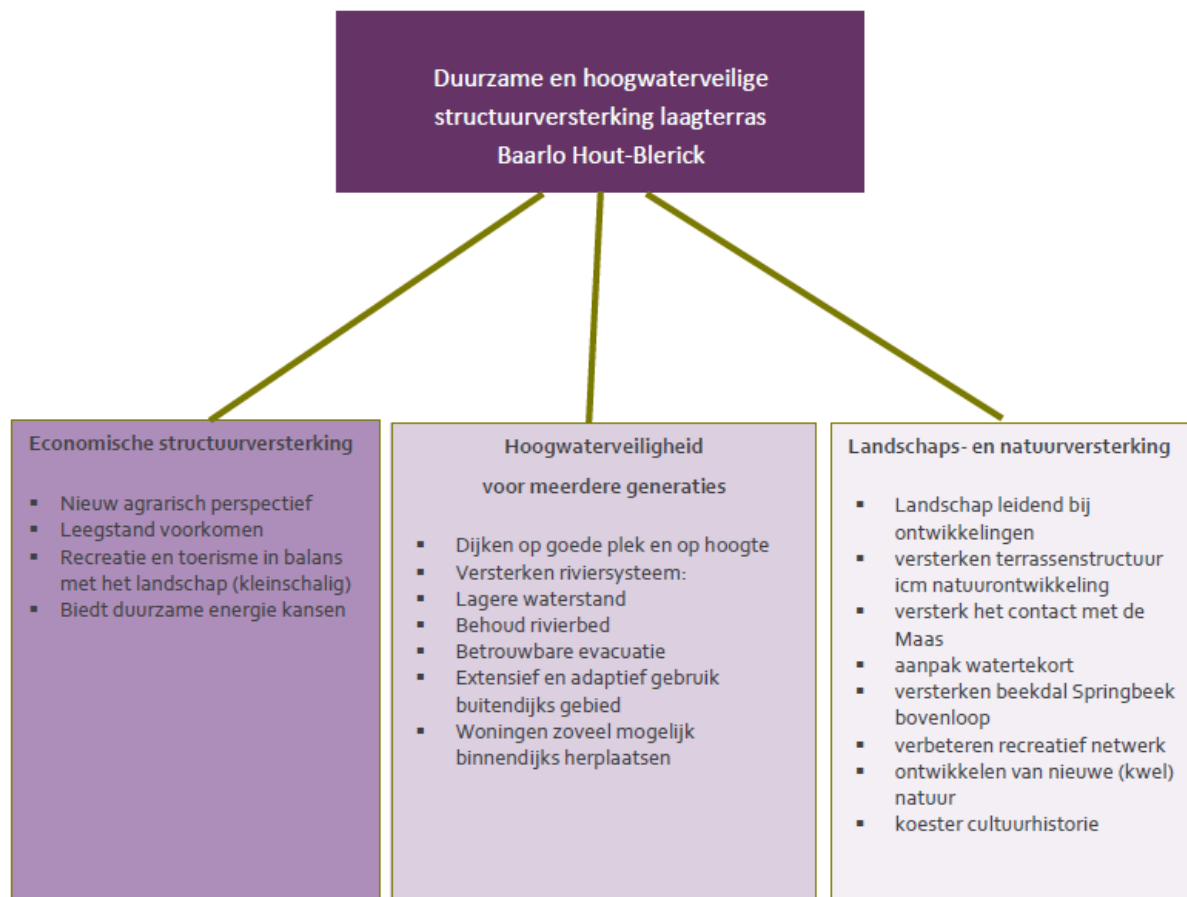 Duurzame en hoogwaterveilige
structuurversterking laagterras
Baarlo Hout-Blerick
Economische structuurversterking
▪ Nieuw agrarisch perspectief
▪ Leegstand voorkomen
▪ Recreatie en toerisme in balans
met het landschap (kleinschalig)
▪ Biedt duurzame energie kansen
Hoogwaterveiligheid
voor meerdere generaties
▪ Dijken op goede plek en op hoogte
▪ Versterken riviersysteem:
▪ Lagere waterstand
▪ Behoud rivierbed
▪ Betrouwbare evacuatie
▪ Extensief en adaptief gebruik
buitendijks gebied
▪ Woningen zoveel mogelijk
binnendijks herplaatsen
Landschaps- en natuurversterking
▪ Landschap leidend bij
ontwikkelingen
▪ versterken terrassenstructuur
icm natuurontwikkeling
▪ versterk het contact met de
Maas
▪ aanpak watertekort
▪ versterken beekdal Springbeek
bovenloop
▪ verbeteren recreatief netwerk
▪ ontwikkelen van nieuwe (kwel)
natuur
▪ koester cultuurhistorie